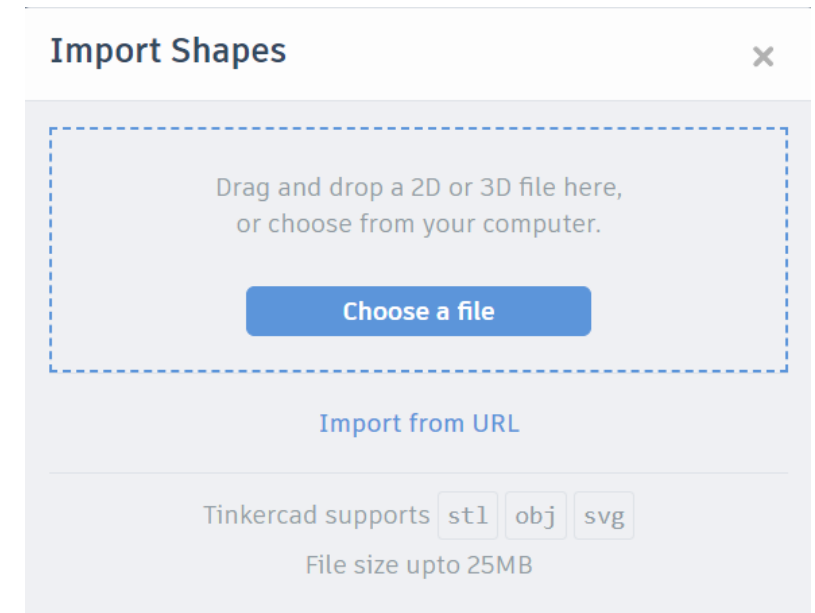 Import Shapes
Drag and drop a 2D or 3D file here,
or choose from your computer.
Choose a file
Import from URL
Tinkercad supports stl obj svg
File size upto 25MB